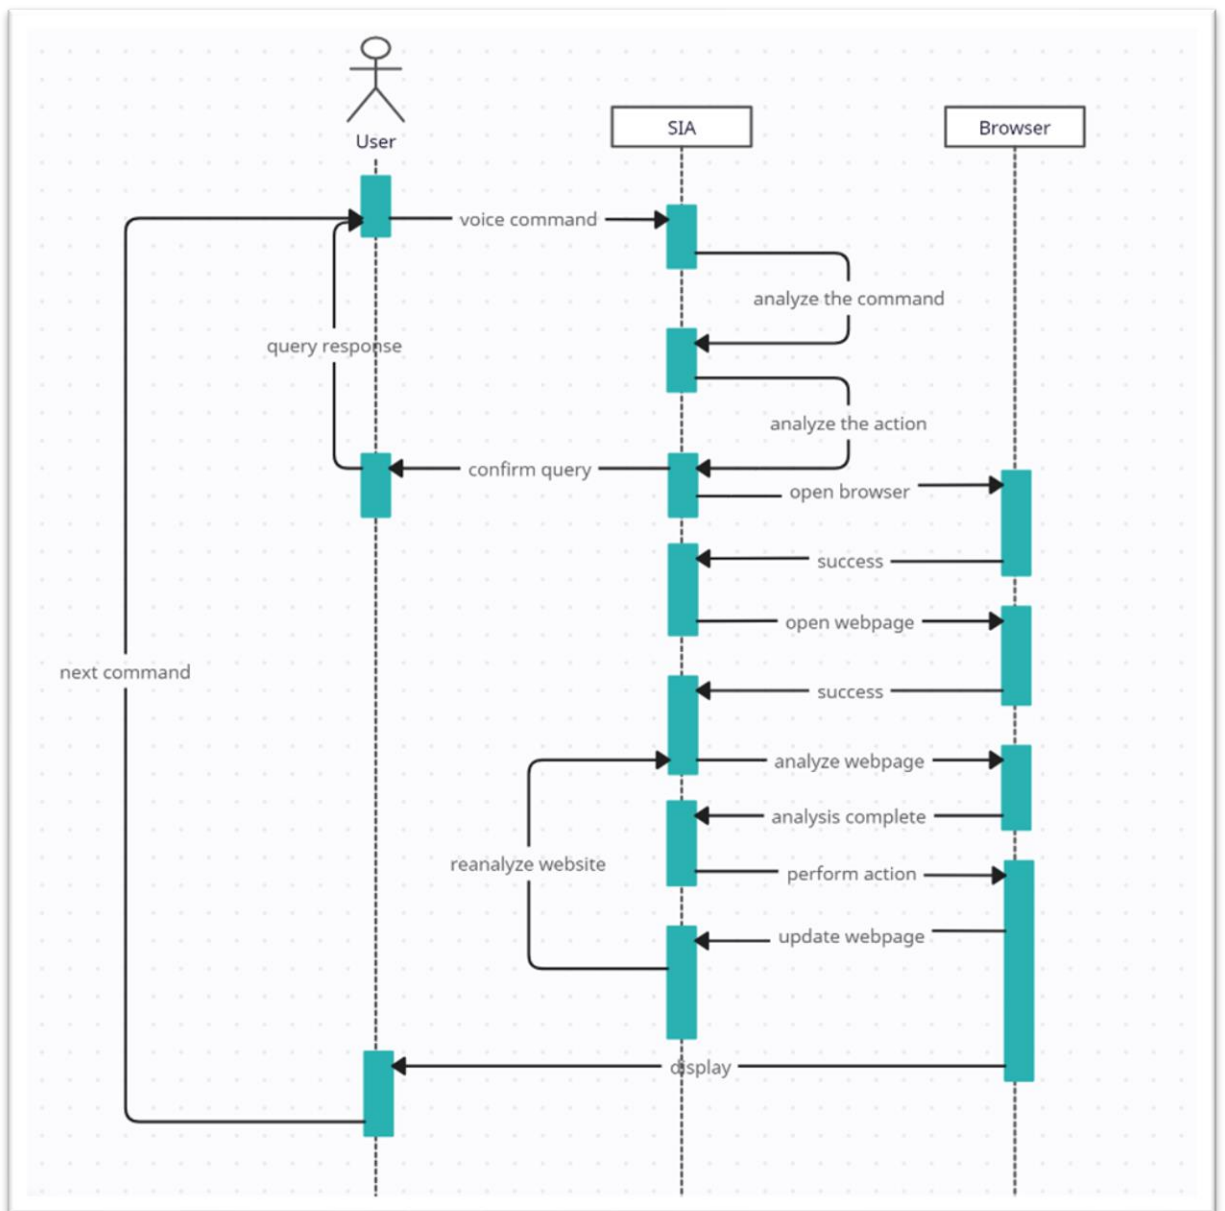 User
SIA
Browser
voice command
analyze the command
query response
analyze the action
confirm query
open browser
success
open webpage
next command
success
analyze webpage
analysis complete
reanalyze website
perform action
update webpage
display